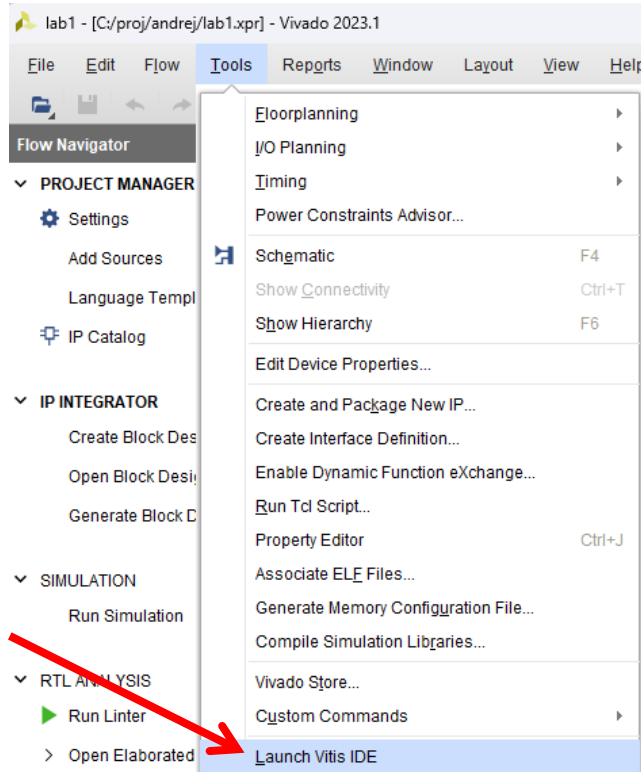 lab1 - [C:/proj/andrej/lab1.xpr] - Vivado 2023.1
File Edit Flow Tools Reports Window Layout View Help
Flow Navigator
PROJECT MANAGER
Settings
Add Sources
Language Templ
IP Catalog
IP INTEGRATOR
Create Block Des
Open Block Desi
Generate Block D
SIMULATION
Run Simulation
RTL ANALYSIS
Run Linter
Open Elaborated
Floorplanning
I/O Planning
Timing
Power Constraints Advisor...
Schematic F4
Show Connectivity Ctrl+T
Show Hierarchy F6
Edit Device Properties...
Create and Package New IP...
Create Interface Definition...
Enable Dynamic Function eXchange...
Run Tcl Script...
Property Editor Ctrl+J
Associate ELF Files...
Generate Memory Configuration File...
Compile Simulation Libraries...
Vivado Store...
Custom Commands
Launch Vitis IDE